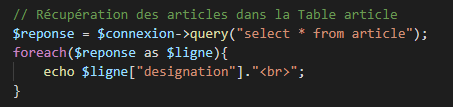 // Récupération des articles dans la Table article
$reponse = $connexion->query("select * from article");
foreach($reponse as $ligne){
    echo $ligne["designation"]."<br>";
}